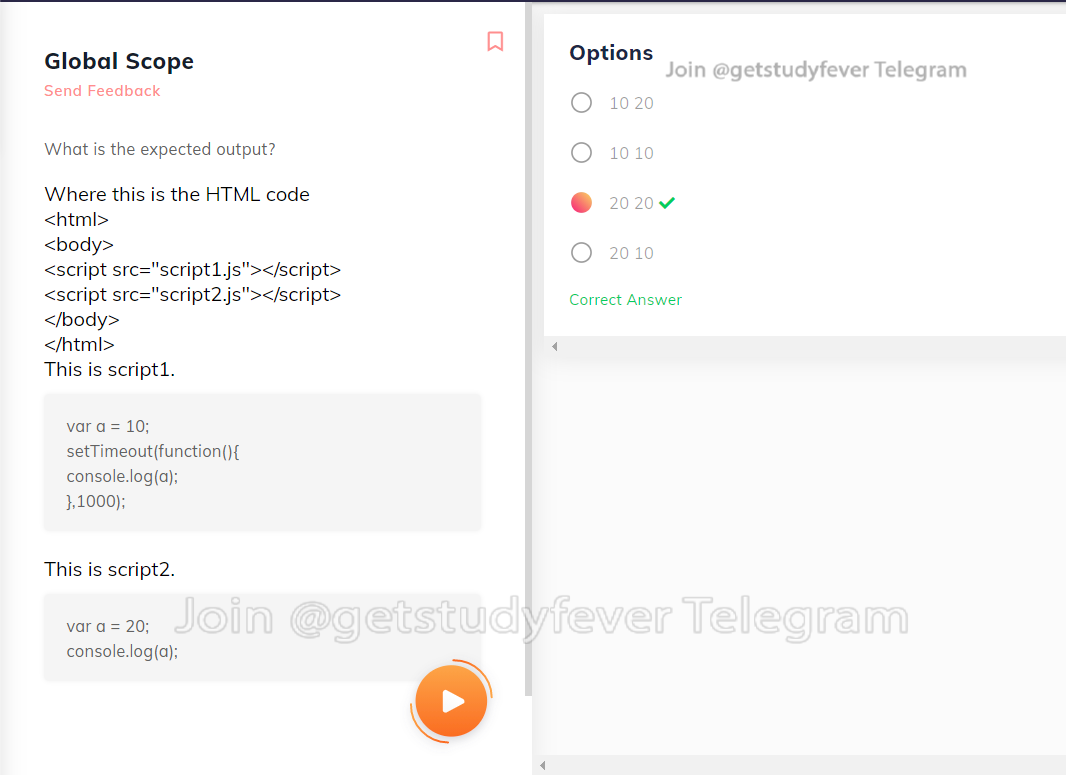 Global Scope
Send Feedback
What is the expected output?
Where this is the HTML code
<html>
<body>
<script src="script1.js"></script>
<script src="script2.js"></script>
</body>
</html>
This is script1.
var a = 10;
setTimeout(function(){
console.log(a);
},1000);
This is script2.
var a = 20;
console.log(a);
Options
Join @getstudyfever Telegram
10 20
10 10
20 20
20 10
Correct Answer
Join @getstudyfever Telegram